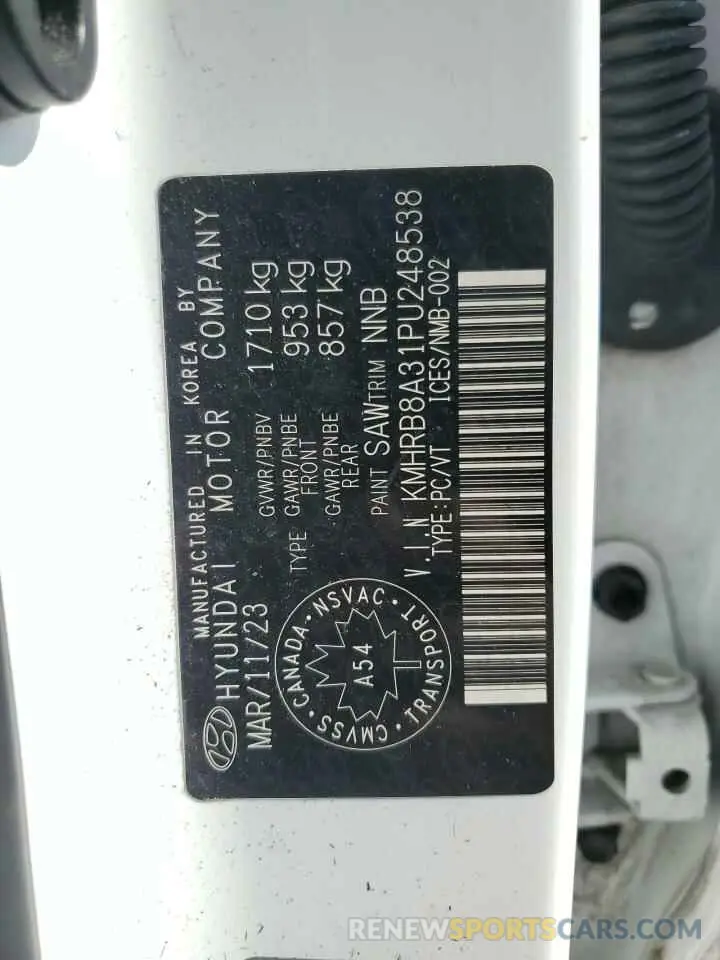 MANUFACTURED IN KOREA BY
HYUNDAI MOTOR COMPANY
MAR/11/23
GVWR/PNBV 1710 kg
TYPE GAWR/PNBE FRONT 953 kg
GAWR/PNBE REAR 857 kg
PAINT SAW TRIM NNB
V.I.N KMHRB8A31PU248538
TYPE:PC/VT ICES/NMB-002
CANADA · NSVAC · TRANSPORT · CMVSS ·
A54
RENEWSPORTSCARS.COM